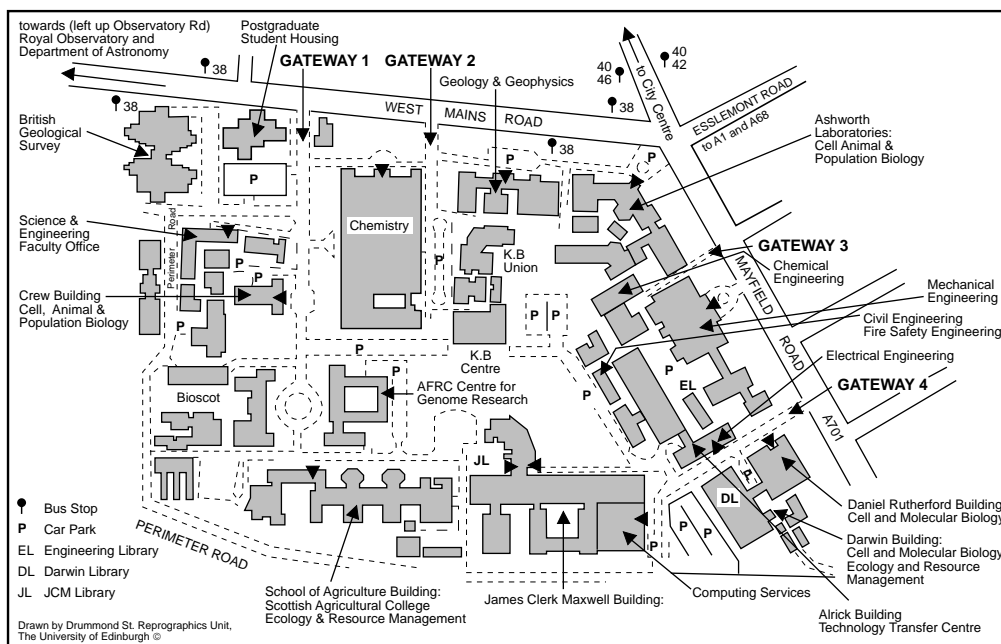 towards (left up Observatory Rd)
Royal Observatory and
Department of Astronomy
Postgraduate
Student Housing
38
GATEWAY 1
GATEWAY 2
Geology & Geophysics
40
46
40
42
to City Centre
ESSLEMONT ROAD
to A1 and A68
38
38
British
Geological
Survey
WEST MAINS ROAD
38
Ashworth
Laboratories:
Cell Animal &
Population Biology
P
P
P
Science &
Engineering
Faculty Office
Perimeter Road
Chemistry
K.B
Union
P
GATEWAY 3
Chemical
Engineering
MAYFIELD ROAD
Mechanical
Engineering
P
P
Crew Building
Cell, Animal &
Population Biology
P
P
P
Civil Engineering
Fire Safety Engineering
K.B
Centre
P
P
Electrical Engineering
P
EL
Bioscot
AFRC Centre for
Genome Research
P
GATEWAY 4
A701
JL
P
DL
Bus Stop
P Car Park
EL Engineering Library
DL Darwin Library
JL JCM Library
PERIMETER ROAD
P
P
P
Daniel Rutherford Building
Cell and Molecular Biology
Darwin Building:
Cell and Molecular Biology
Ecology and Resource
Management
School of Agriculture Building:
Scottish Agricultural College
Ecology & Resource Management
James Clerk Maxwell Building:
Computing Services
Alrick Building
Technology Transfer Centre
Drawn by Drummond St. Reprographics Unit,
The University of Edinburgh ©